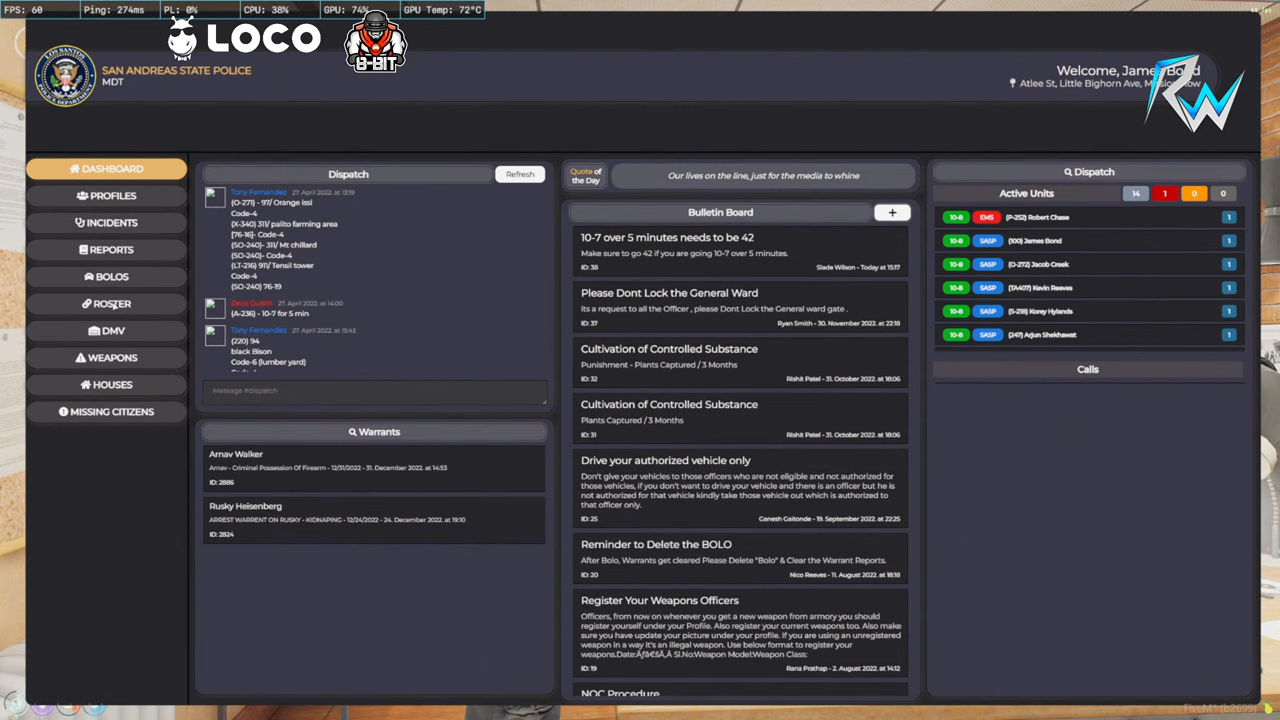 FPS: 60 Ping: 274ms PL: 0% CPU: 38% GPU: 74% GPU Temp: 72°C
LOCO
8-BIT
SAN ANDREAS STATE POLICE
MDT
LOS SANTOS
POLICE DEPARTMENT
Welcome, James Bond
Atlee St, Little Bighorn Ave, Mission Row
RW
DASHBOARD
PROFILES
INCIDENTS
REPORTS
BOLOS
ROSTER
DMV
WEAPONS
HOUSES
MISSING CITIZENS
Dispatch
Refresh
Tony Fernandez 27. April 2022. at 13:19
(O-271) - 97/ Orange issi
Code-4
(X-340) 311/ palito farming area
[76-16]- Code-4
(SO-240)- 311/ Mt chillard
(SO-240)- Code-4
(LT-216) 911/ Tensil tower
Code-4
(SO-240) 76-19
27. April 2022. at 14:00
(A-236) - 10-7 for 5 min
Tony Fernandez 27. April 2022. at 15:43
(220) 94
black Bison
Code-6 (lumber yard)
Message #dispatch
Warrants
Arnav Walker
Arnav - Criminal Possession Of Firearm - 12/31/2022 - 31. December 2022. at 14:53
ID: 2886
Rusky Heisenberg
ARREST WARRENT ON RUSKY - KIDNAPING - 12/24/2022 - 24. December 2022. at 19:10
ID: 2824
Quote of
the Day
Our lives on the line, just for the media to whine
Bulletin Board
+
10-7 over 5 minutes needs to be 42
Make sure to go 42 if you are going 10-7 over 5 minutes.
ID: 38 Slade Wilson - Today at 15:17
Please Dont Lock the General Ward
Its a request to all the Officer , please Dont Lock the General ward gate .
ID: 37 Ryan Smith - 30. November 2022. at 22:18
Cultivation of Controlled Substance
Punishment - Plants Captured / 3 Months
ID: 32 Rishit Patel - 31. October 2022. at 18:06
Cultivation of Controlled Substance
Plants Captured / 3 Months
ID: 31 Rishit Patel - 31. October 2022. at 18:06
Drive your authorized vehicle only
Don't give your vehicles to those officers who are not eligible and not authorized for
those vehicles, if you don't want to drive your vehicle and there is an officer but he is
not authorized for that vehicle kindly take those vehicle out which is authorized to
that officer only.
ID: 25 Ganesh Gaitonde - 19. September 2022. at 22:25
Reminder to Delete the BOLO
After Bolo, Warrants get cleared Please Delete "Bolo" & Clear the Warrant Reports.
ID: 20 Nico Reeves - 11. August 2022. at 18:18
Register Your Weapons Officers
Officers, from now on whenever you get a new weapon from armory you should
register yourself under your Profile. Also register your current weapons too. Also make
sure you have update your picture under your profile. If you are using an unregistered
weapon in a way it's an illegal weapon. Use below format to register your
weapons.Date: Sl.No:Weapon Model:Weapon Class:
ID: 19 Rana Prathap - 2. August 2022. at 14:12
NOC Procedure
Dispatch
Active Units 14 1 0 0
10-8 EMS (P-252) Robert Chase 1
10-8 SASP (100) James Bond 1
10-8 SASP (O-272) Jacob Creek 1
10-8 SASP (TA407) Kevin Reeves 1
10-8 SASP (S-218) Korey Hylands 1
10-8 SASP (247) Arjun Shekhawat 1
Calls
FiveM* (b2699)